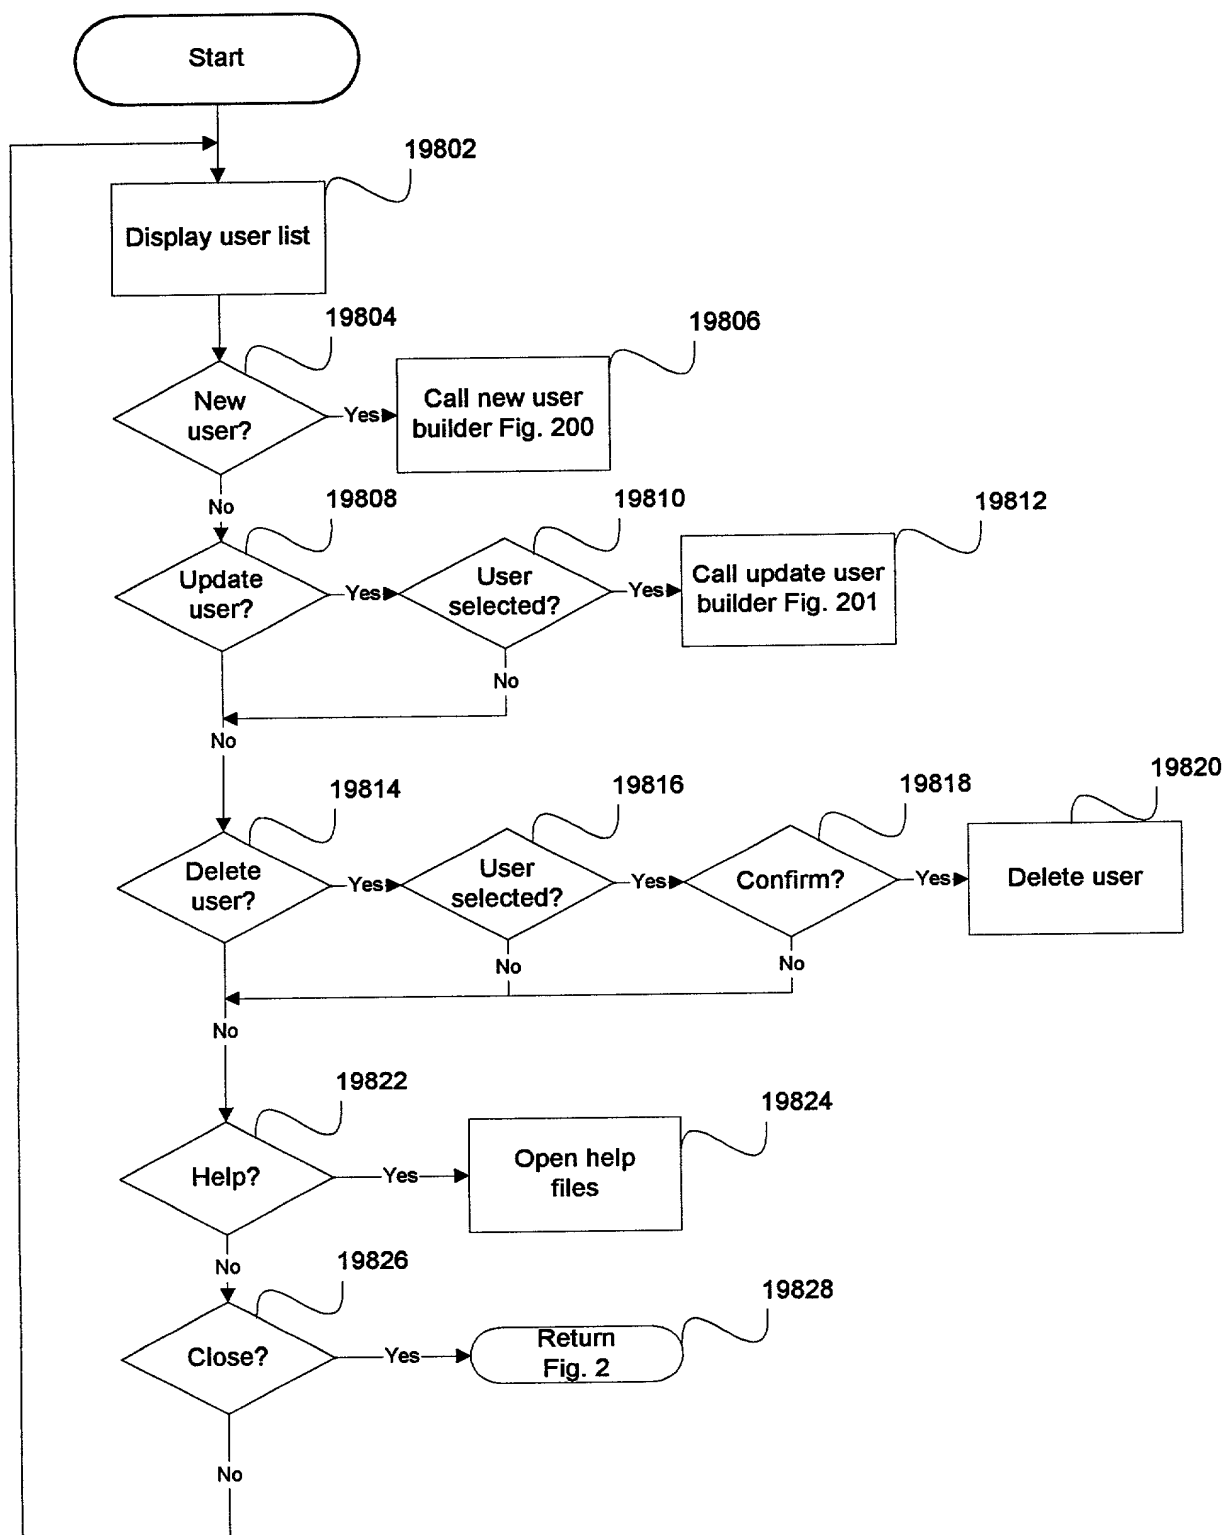 Start
19802
Display user list
19804
19806
New
user?
Yes
Call new user
builder Fig. 200
No
19808
19810
19812
Update
user?
Yes
User
selected?
Yes
Call update user
builder Fig. 201
No
No
19814
19816
19818
19820
Delete
user?
Yes
User
selected?
Yes
Confirm?
Yes
Delete user
No
No
No
19822
19824
Help?
Yes
Open help
files
No
19826
19828
Close?
Yes
Return
Fig. 2
No